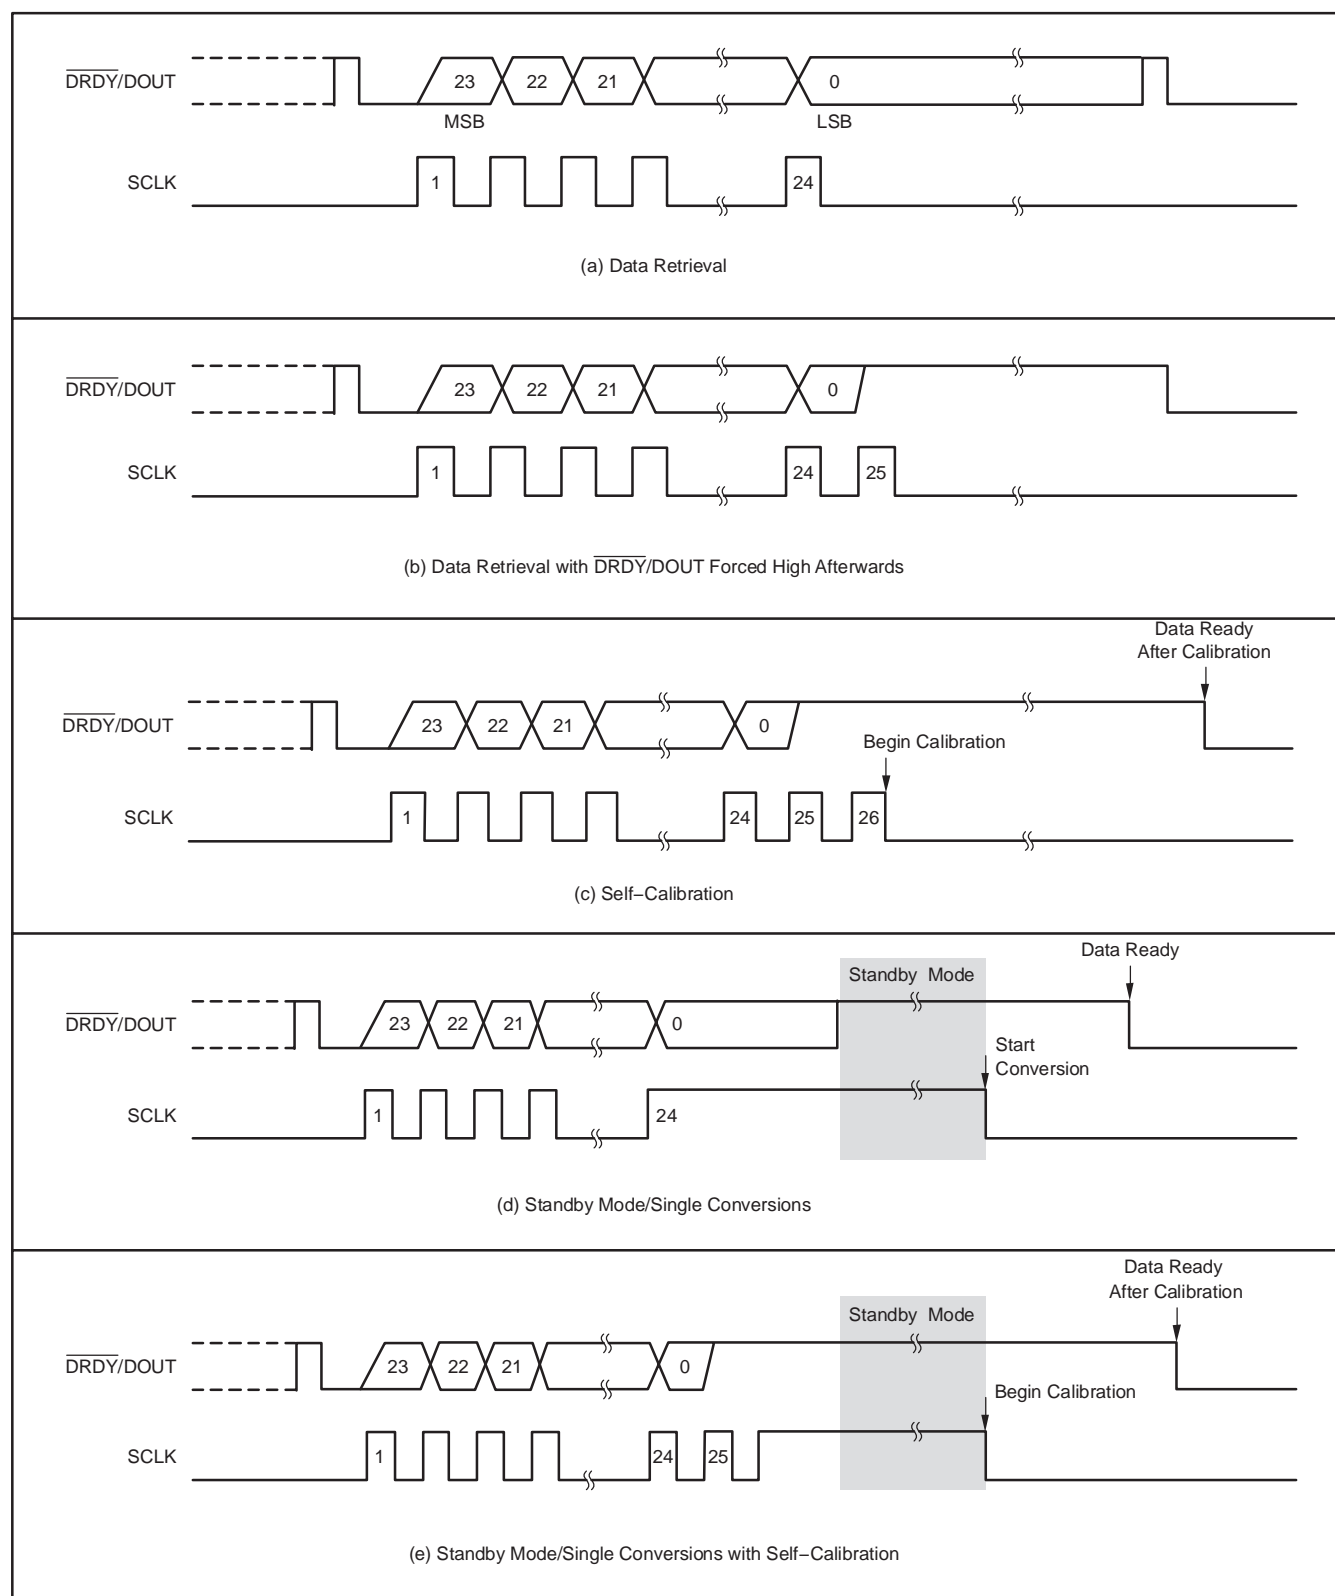 DRDY/DOUT
23 22 21 0
MSB LSB
SCLK
1 24
(a) Data Retrieval
DRDY/DOUT
23 22 21 0
SCLK
1 24 25
(b) Data Retrieval with DRDY/DOUT Forced High Afterwards
Data Ready
After Calibration
DRDY/DOUT
23 22 21 0
Begin Calibration
SCLK
1 24 25 26
(c) Self−Calibration
Data Ready
Standby Mode
DRDY/DOUT
23 22 21 0
Start
Conversion
SCLK
1 24
(d) Standby Mode/Single Conversions
Data Ready
After Calibration
Standby Mode
DRDY/DOUT
23 22 21 0
Begin Calibration
SCLK
1 24 25
(e) Standby Mode/Single Conversions with Self−Calibration